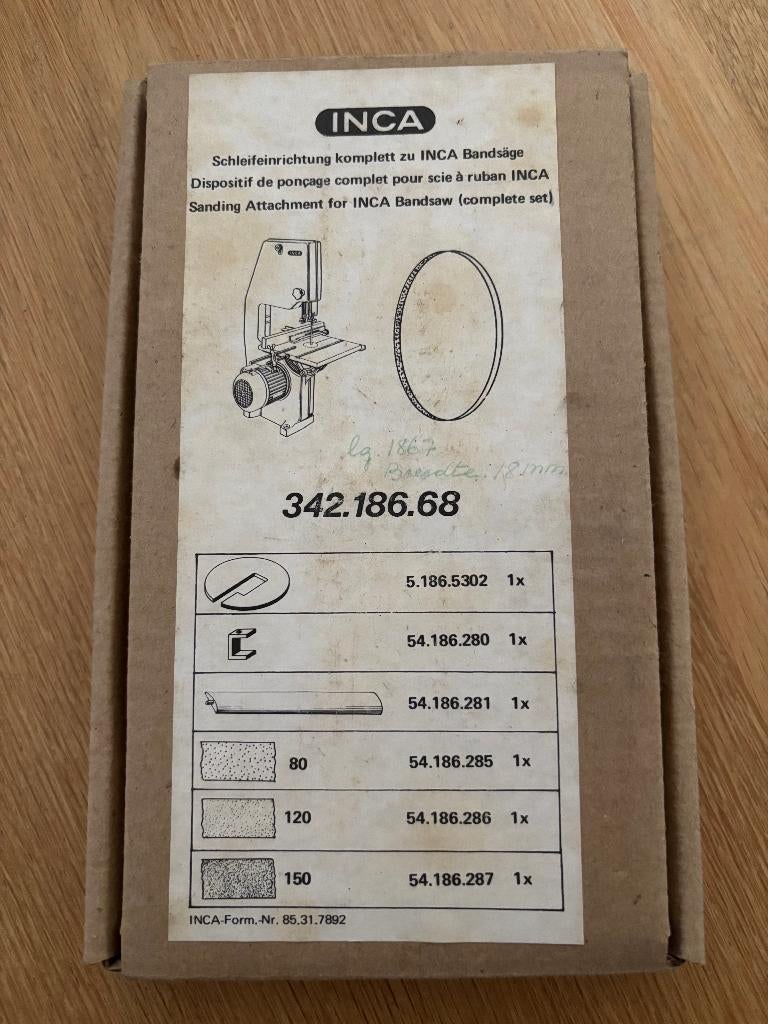 INCA
Schleifeinrichtung komplett zu INCA Bandsäge
Dispositif de ponçage complet pour scie à ruban INCA
Sanding Attachment for INCA Bandsaw (complete set)
INCA
lg. 1867
Breedte. 18 mm
342.186.68
5.186.5302 1x
54.186.280 1x
54.186.281 1x
80 54.186.285 1x
120 54.186.286 1x
150 54.186.287 1x
INCA-Form.-Nr. 85.31.7892